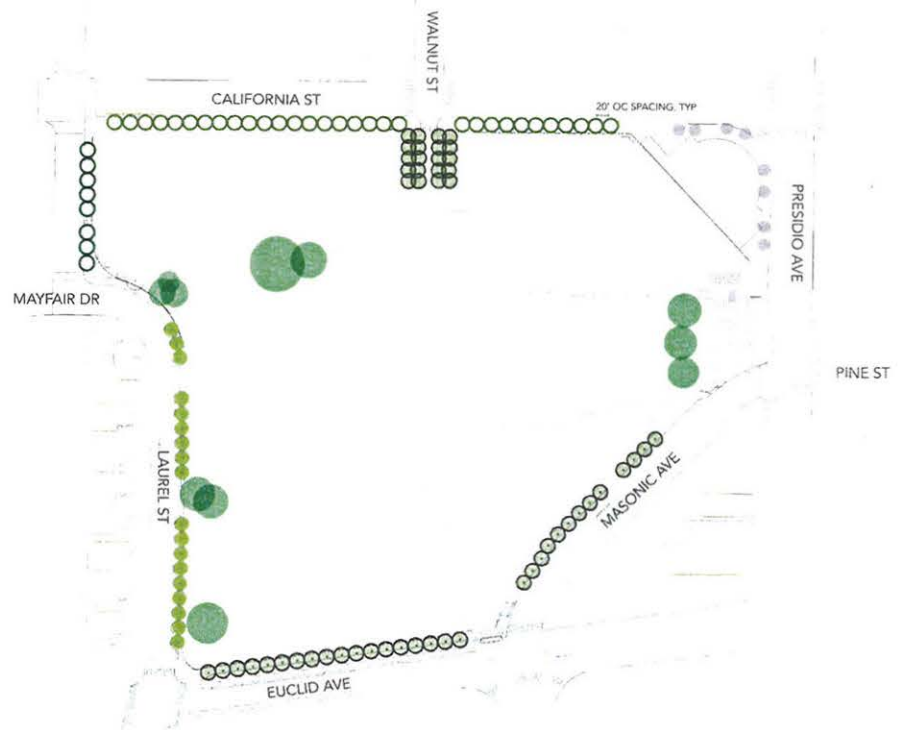 WALNUT ST
CALIFORNIA ST
20' OC SPACING, TYP
PRESIDIO AVE
MAYFAIR DR
PINE ST
LAUREL ST
MASONIC AVE
EUCLID AVE